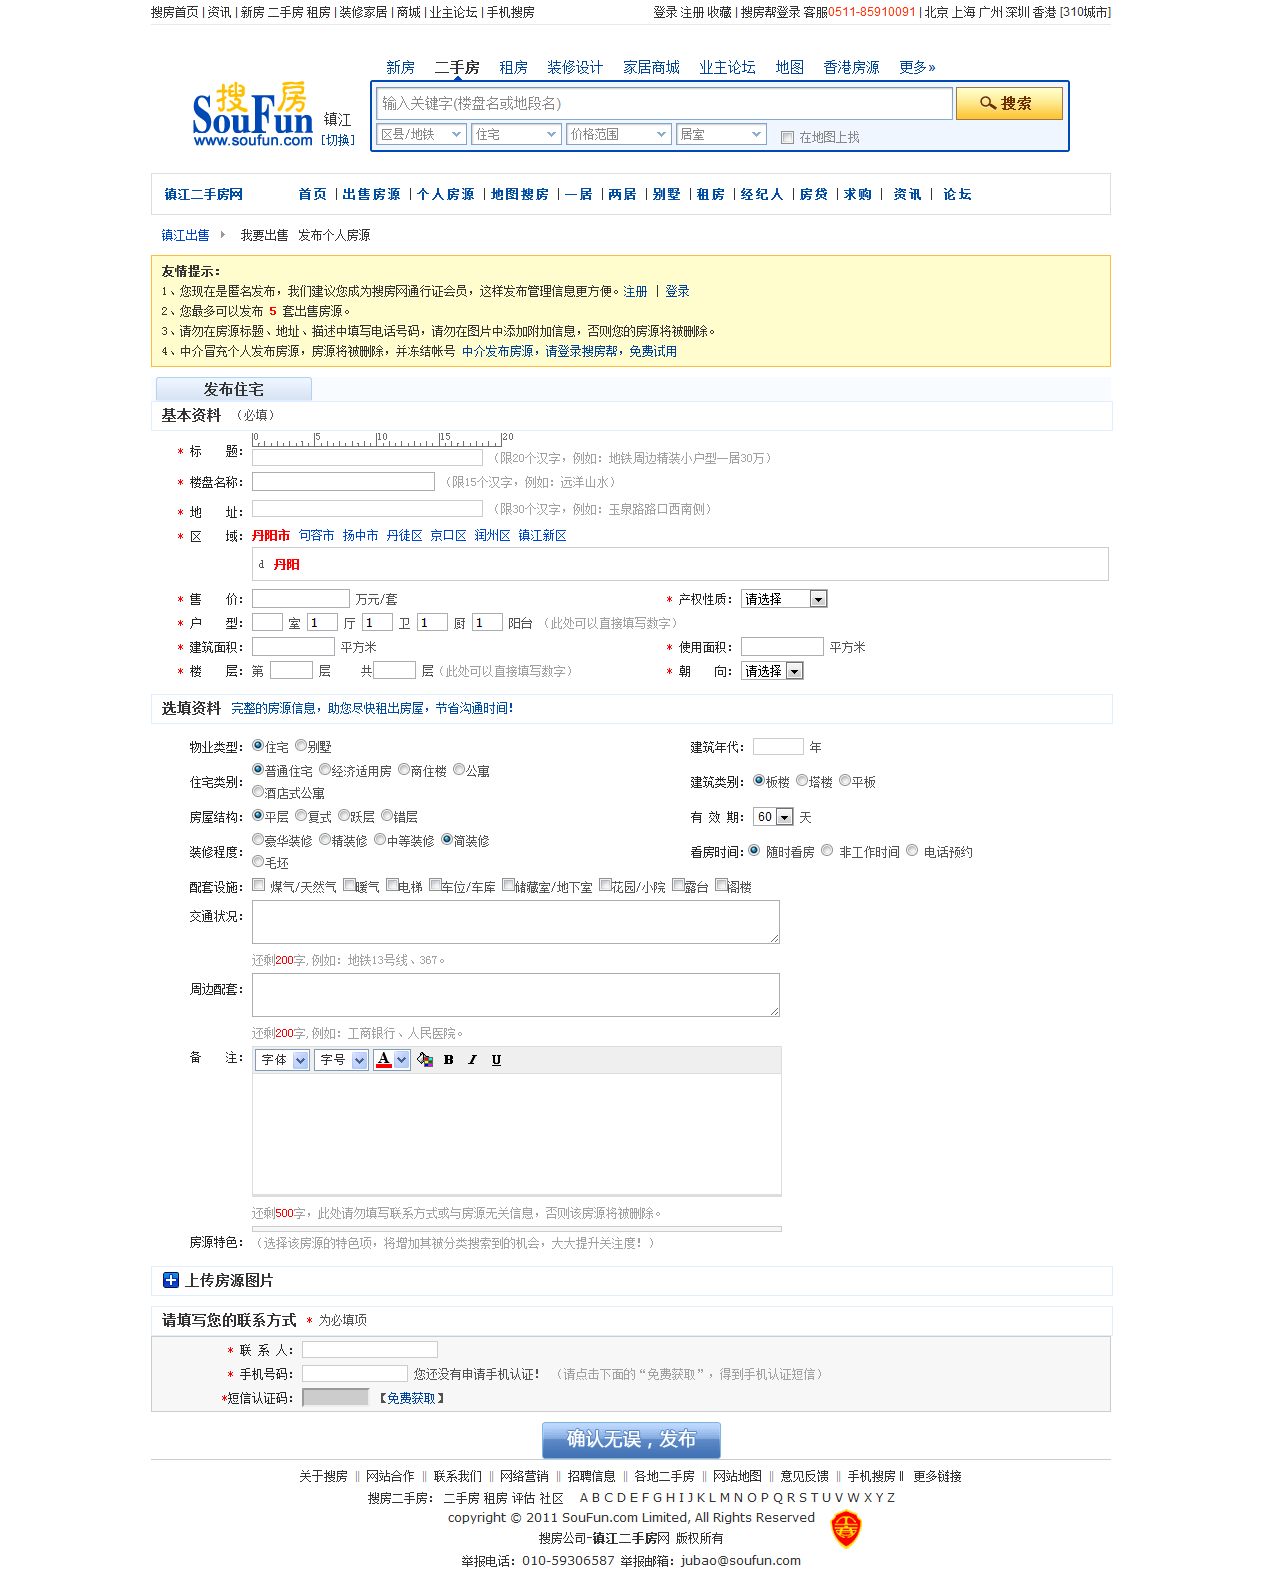 搜房首页 | 资讯 | 新房 二手房 租房 | 装修家居 | 商城 | 业主论坛 | 手机搜房 登录 注册 收藏 | 搜房帮登录 客服0511-85910091 | 北京 上海 广州 深圳 香港 [310城市]
新房 二手房 租房 装修设计 家居商城 业主论坛 地图 香港房源 更多»
搜房
SouFun
www.soufun.com
镇江
[切换]
输入关键字(楼盘名或地段名) 搜索
区县/地铁 住宅 价格范围 居室 在地图上找
镇江二手房网 首页 | 出售房源 | 个人房源 | 地图搜房 | 一居 | 两居 | 别墅 | 租房 | 经纪人 | 房贷 | 求购 | 资讯 | 论坛
镇江出售 我要出售 发布个人房源
友情提示：
1、您现在是匿名发布，我们建议您成为搜房网通行证会员，这样发布管理信息更方便。注册 | 登录
2、您最多可以发布 5 套出售房源。
3、请勿在房源标题、地址、描述中填写电话号码，请勿在图片中添加附加信息，否则您的房源将被删除。
4、中介冒充个人发布房源，房源将被删除，并冻结帐号 中介发布房源，请登录搜房帮，免费试用
发布住宅
基本资料 （必填）
0 5 10 15 20
* 标 题： （限20个汉字，例如：地铁周边精装小户型一居30万）
* 楼盘名称： （限15个汉字，例如：远洋山水）
* 地 址： （限30个汉字，例如：玉泉路路口西南侧）
* 区 域： 丹阳市 句容市 扬中市 丹徒区 京口区 润州区 镇江新区
d 丹阳
* 售 价： 万元/套 * 产权性质： 请选择
* 户 型： 室 1 厅 1 卫 1 厨 1 阳台 （此处可以直接填写数字）
* 建筑面积： 平方米 * 使用面积： 平方米
* 楼 层： 第 层 共 层（此处可以直接填写数字） * 朝 向： 请选择
选填资料 完整的房源信息，助您尽快租出房屋，节省沟通时间！
物业类型： 住宅 别墅 建筑年代： 年
住宅类别： 普通住宅 经济适用房 商住楼 公寓 酒店式公寓 建筑类别： 板楼 塔楼 平板
房屋结构： 平层 复式 跃层 错层 有 效 期： 60 天
装修程度： 豪华装修 精装修 中等装修 简装修 毛坯 看房时间： 随时看房 非工作时间 电话预约
配套设施： 煤气/天然气 暖气 电梯 车位/车库 储藏室/地下室 花园/小院 露台 阁楼
交通状况：
还剩200字，例如：地铁13号线、367。
周边配套：
还剩200字，例如：工商银行、人民医院。
备 注： 字体 字号 A B I U
还剩500字，此处请勿填写联系方式或与房源无关信息，否则该房源将被删除。
房源特色： （选择该房源的特色项，将增加其被分类搜索到的机会，大大提升关注度！）
上传房源图片
请填写您的联系方式 * 为必填项
* 联 系 人：
* 手机号码： 您还没有申请手机认证！ （请点击下面的“免费获取”，得到手机认证短信）
*短信认证码： 【免费获取】
确认无误，发布
关于搜房 || 网站合作 || 联系我们 || 网络营销 || 招聘信息 || 各地二手房 || 网站地图 || 意见反馈 || 手机搜房 || 更多链接
搜房二手房： 二手房 租房 评估 社区 A B C D E F G H I J K L M N O P Q R S T U V W X Y Z
copyright © 2011 SouFun.com Limited, All Rights Reserved
搜房公司-镇江二手房网 版权所有
举报电话：010-59306587 举报邮箱：jubao@soufun.com